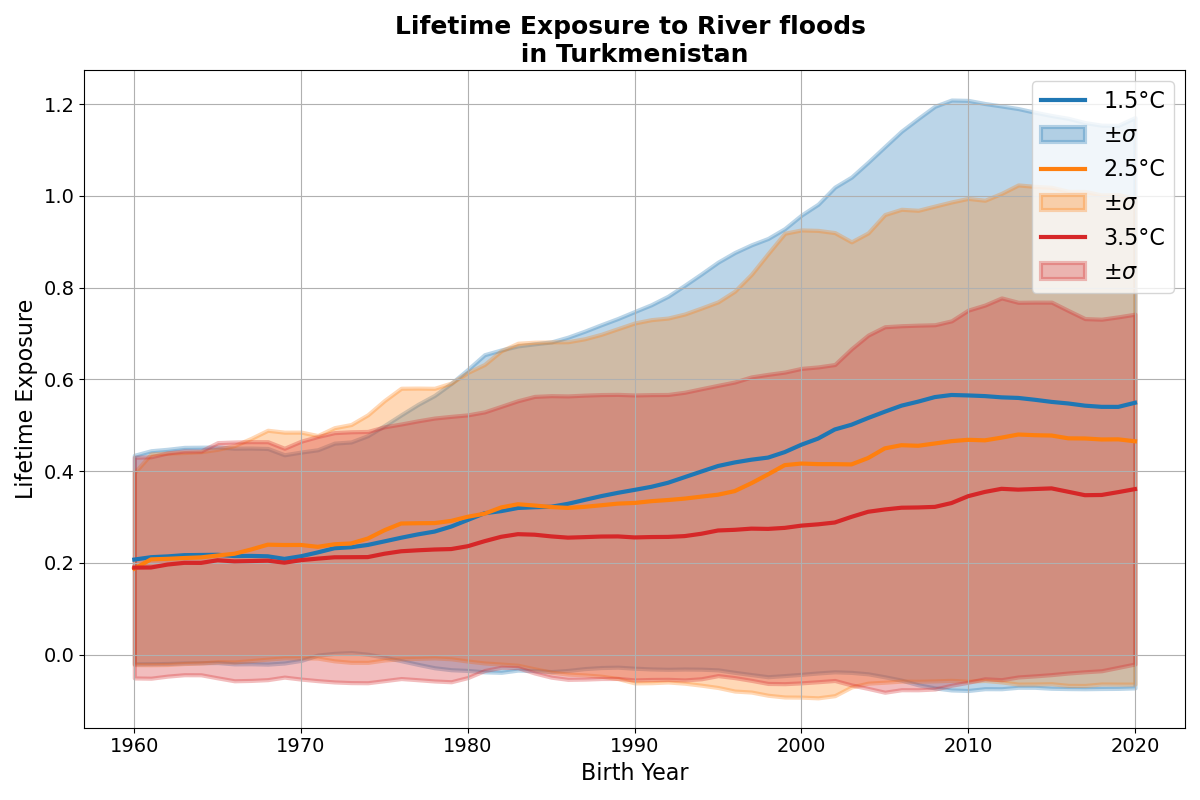 Lifetime Exposure to River floods
in Turkmenistan
1.5°C
±σ
2.5°C
±σ
3.5°C
±σ
Lifetime Exposure
1.2
1.0
0.8
0.6
0.4
0.2
0.0
1960
1970
1980
1990
2000
2010
2020
Birth Year